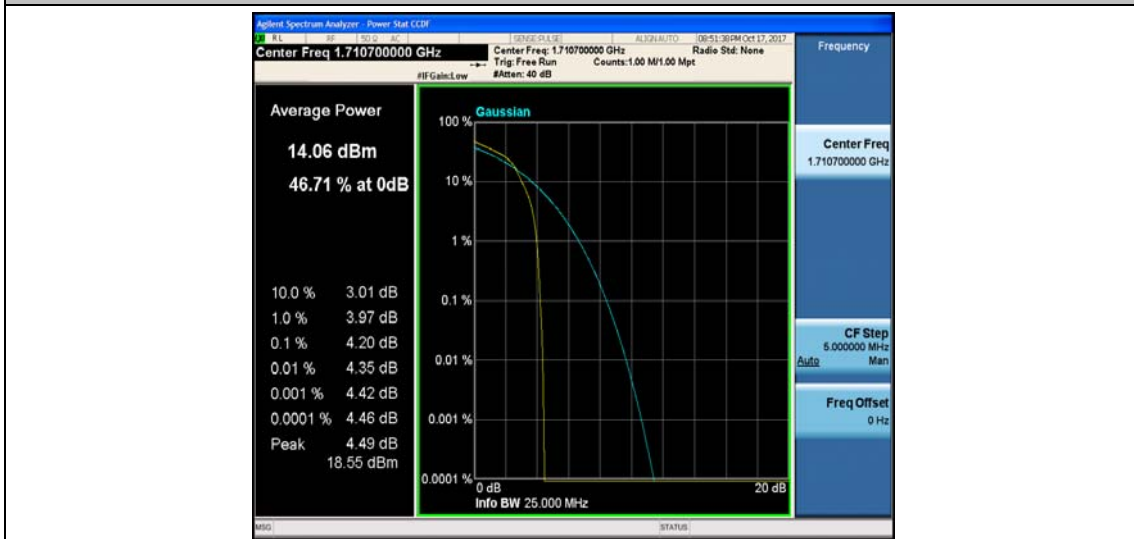 Agilent Spectrum Analyzer - Power Stat CCDF
RL RF 50 Ω AC SENSE:PULSE ALIGN AUTO 08:51:38 PM Oct 17, 2017
Center Freq 1.710700000 GHz
Center Freq: 1.710700000 GHz Radio Std: None
Trig: Free Run Counts:1.00 M/1.00 Mpt
#IFGain:Low #Atten: 40 dB
Frequency
Average Power
14.06 dBm
46.71 % at 0dB
10.0 % 3.01 dB
1.0 % 3.97 dB
0.1 % 4.20 dB
0.01 % 4.35 dB
0.001 % 4.42 dB
0.0001 % 4.46 dB
Peak 4.49 dB
18.55 dBm
Gaussian
100 %
10 %
1 %
0.1 %
0.01 %
0.001 %
0.0001 %
0 dB 20 dB
Info BW 25.000 MHz
Center Freq
1.710700000 GHz
CF Step
5.000000 MHz
Auto Man
Freq Offset
0 Hz
MSG STATUS